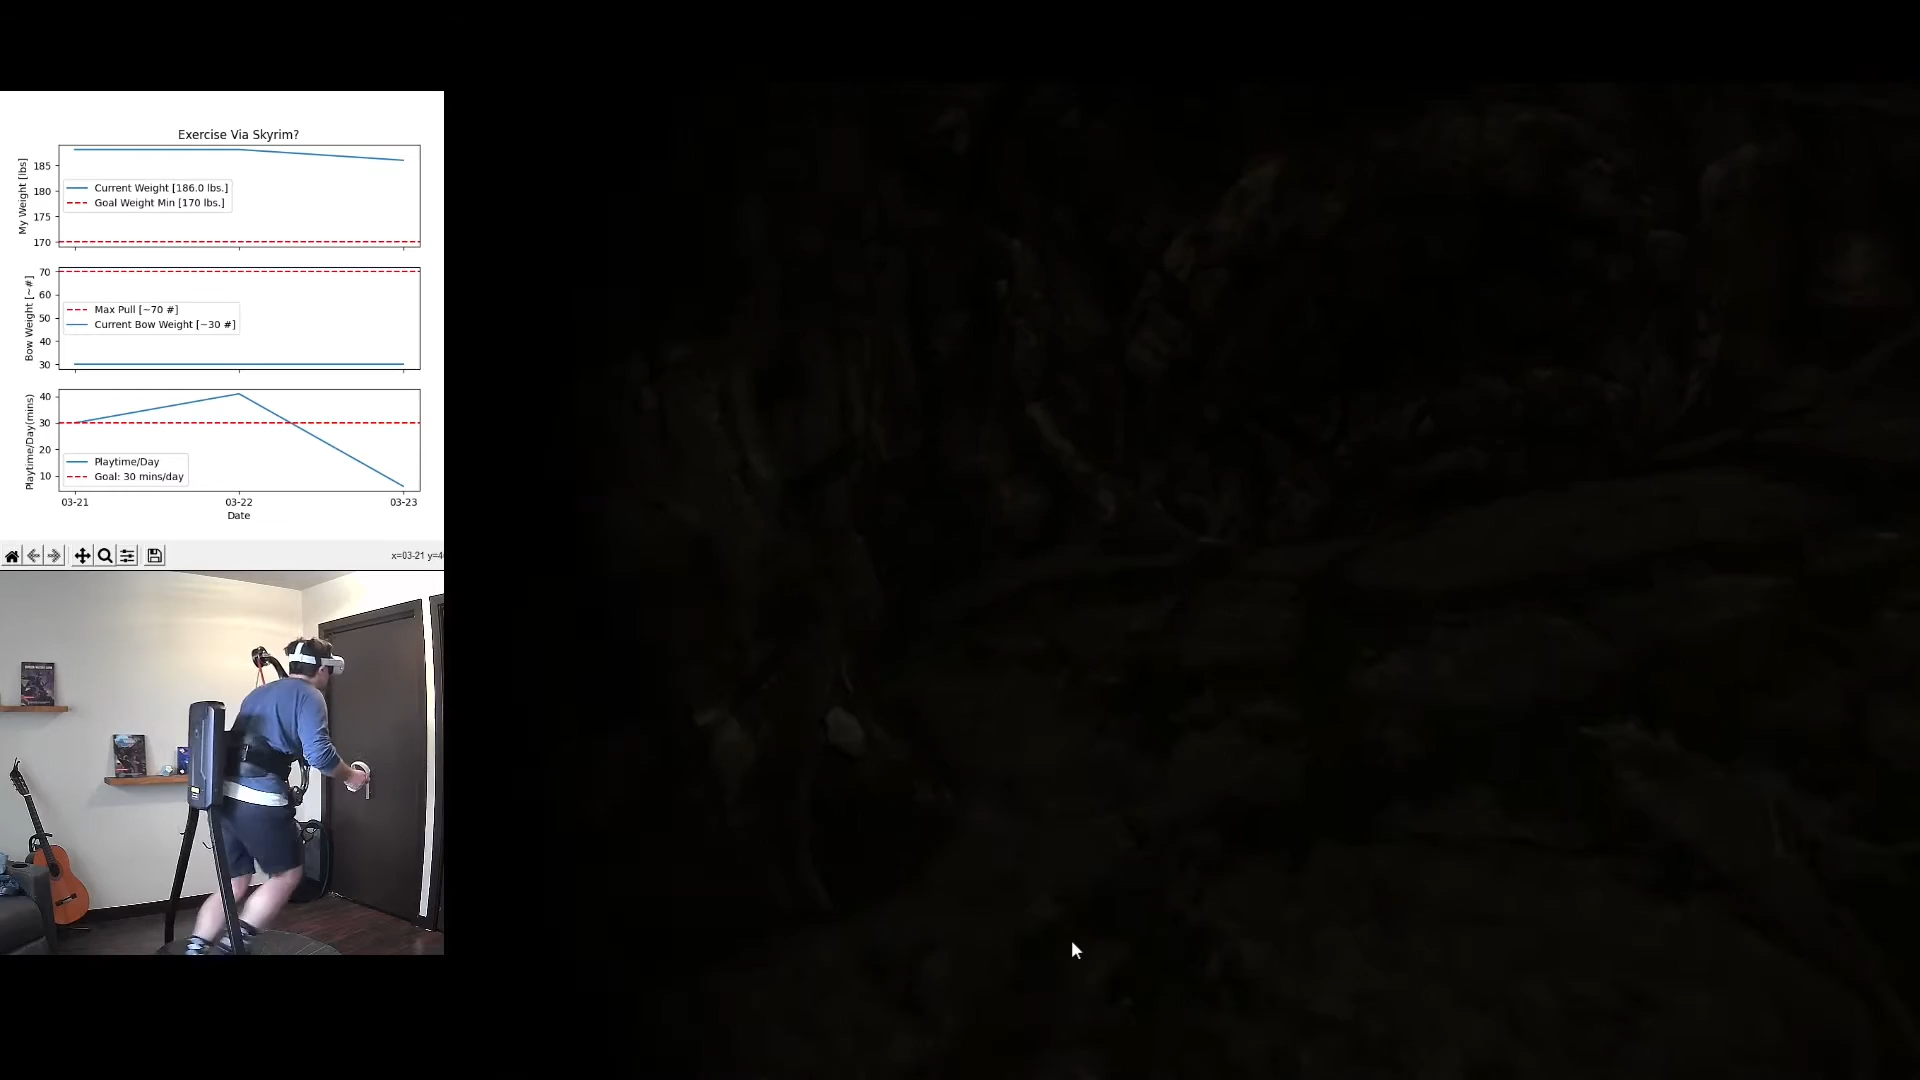 Exercise Via Skyrim?
My Weight [lbs]
185
180
175
170
Current Weight [186.0 lbs.]
Goal Weight Min [170 lbs.]
Bow Weight [~#]
70
60
50
40
30
Max Pull [~70 #]
Current Bow Weight [~30 #]
Playtime/Day(mins)
40
30
20
10
Playtime/Day
Goal: 30 mins/day
03-21 03-22 03-23
Date
x=03-21 y=4